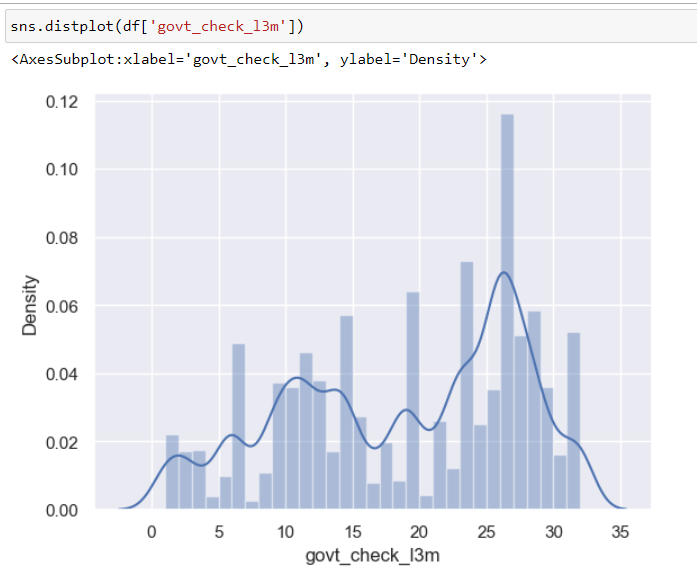 sns.distplot(df['govt_check_l3m'])
<AxesSubplot:xlabel='govt_check_l3m', ylabel='Density'>
0.12
0.10
0.08
0.06
0.04
0.02
0.00
Density
0 5 10 15 20 25 30 35
govt_check_l3m